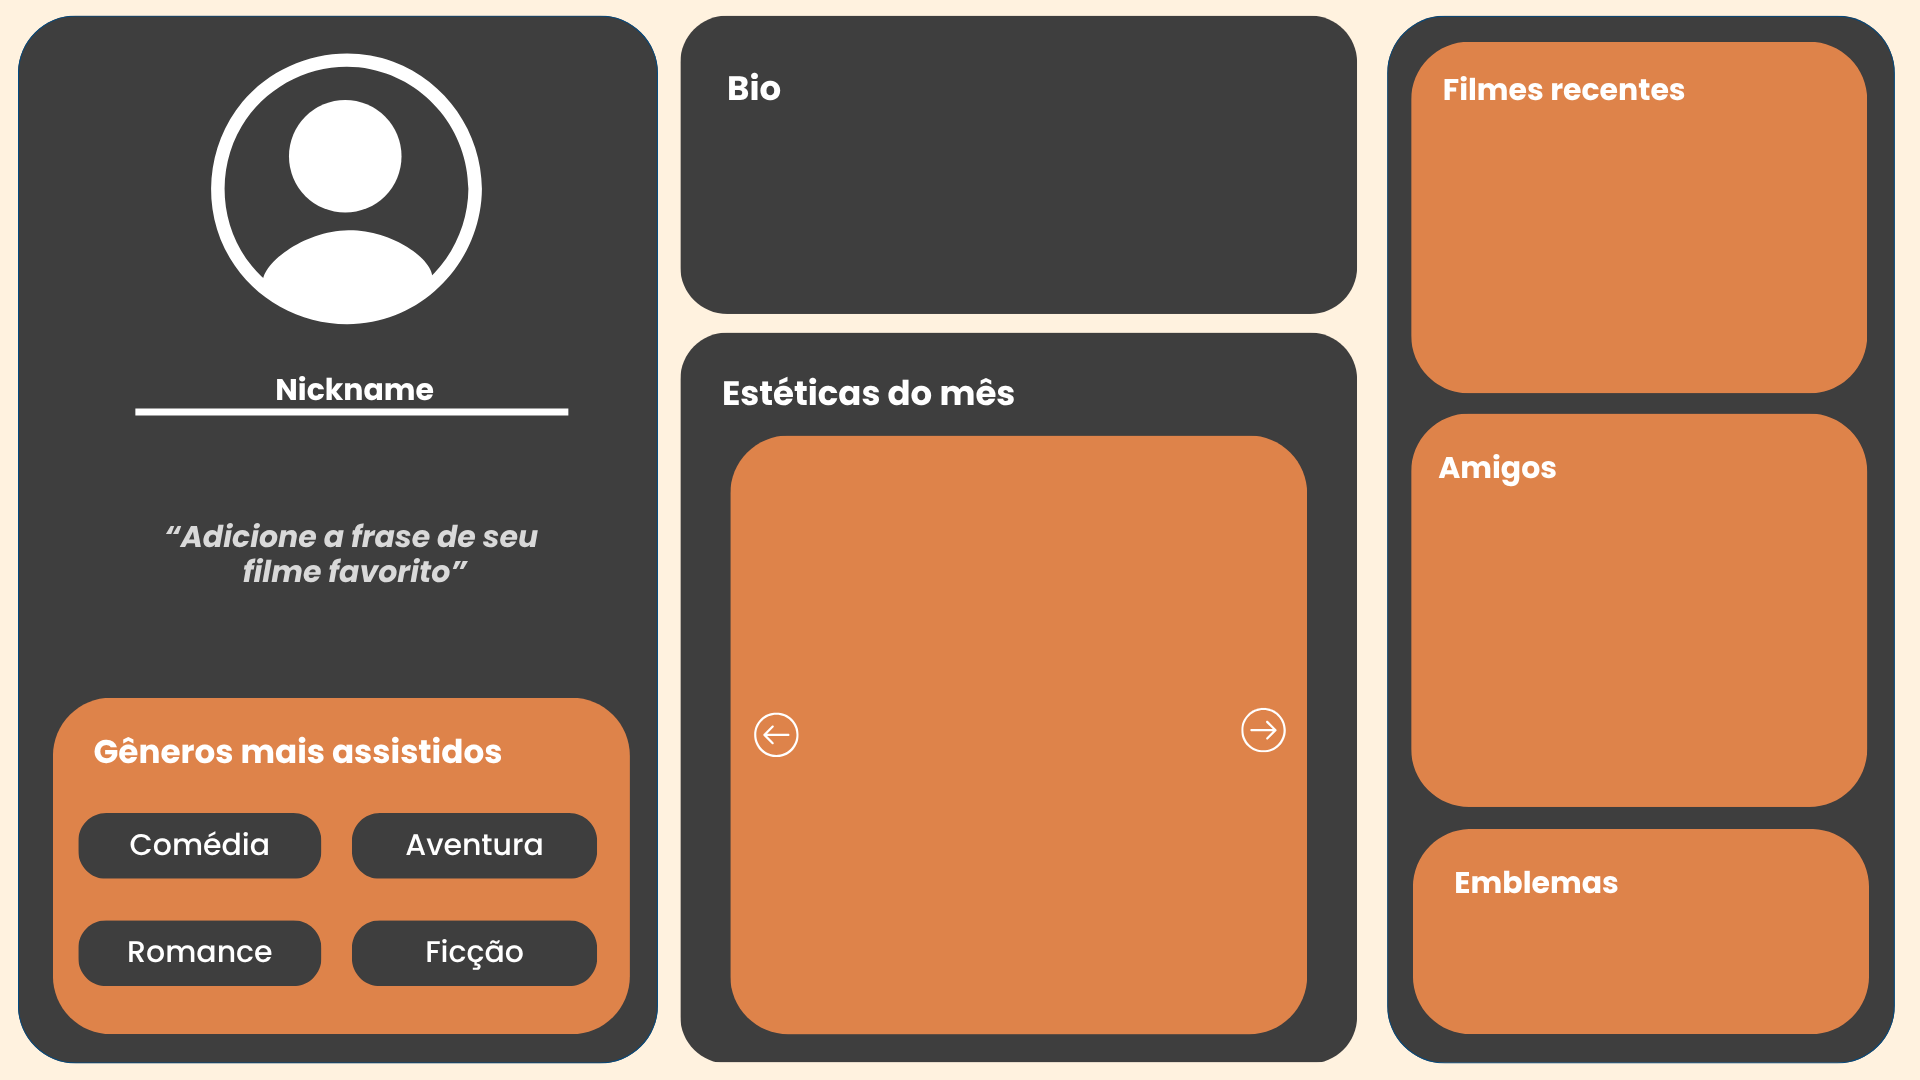 Nickname
“Adicione a frase de seu
filme favorito”
Gêneros mais assistidos
Comédia
Aventura
Romance
Ficção
Bio
Estéticas do mês
Filmes recentes
Amigos
Emblemas